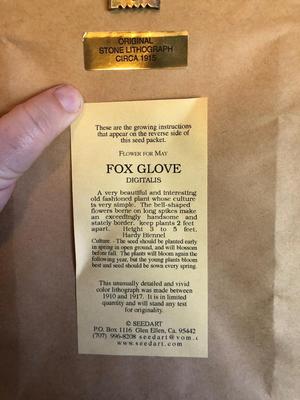 ORIGINAL
STONE LITHOGRAPH
CIRCA 1915
These are the growing instructions
that appear on the reverse side of
this seed packet.
FLOWER FOR MAY
FOX GLOVE
DIGITALIS
A very beautiful and interesting
old fashioned plant whose culture
is very simple. The bell-shaped
flowers borne on long spikes make
an exceedingly handsome and
stately border. keep plants 2 feet
apart. Height 3 to 5 feet.
Hardy Biennel
Culture - The seed should be planted early
in spring in open ground, and will blossom
before fall. The plants will bloom again the
following year, but the young plants bloom
best and seed should be sown every spring.
This unusually detailed and vivid
color lithograph was made between
1910 and 1917. It is in limited
quantity and will stand any test
for originality.
© SEEDART
P.O. Box 1116 Glen Ellen, Ca. 95442
(707) 996-8208 seedart@vom.c
www.seedart.com